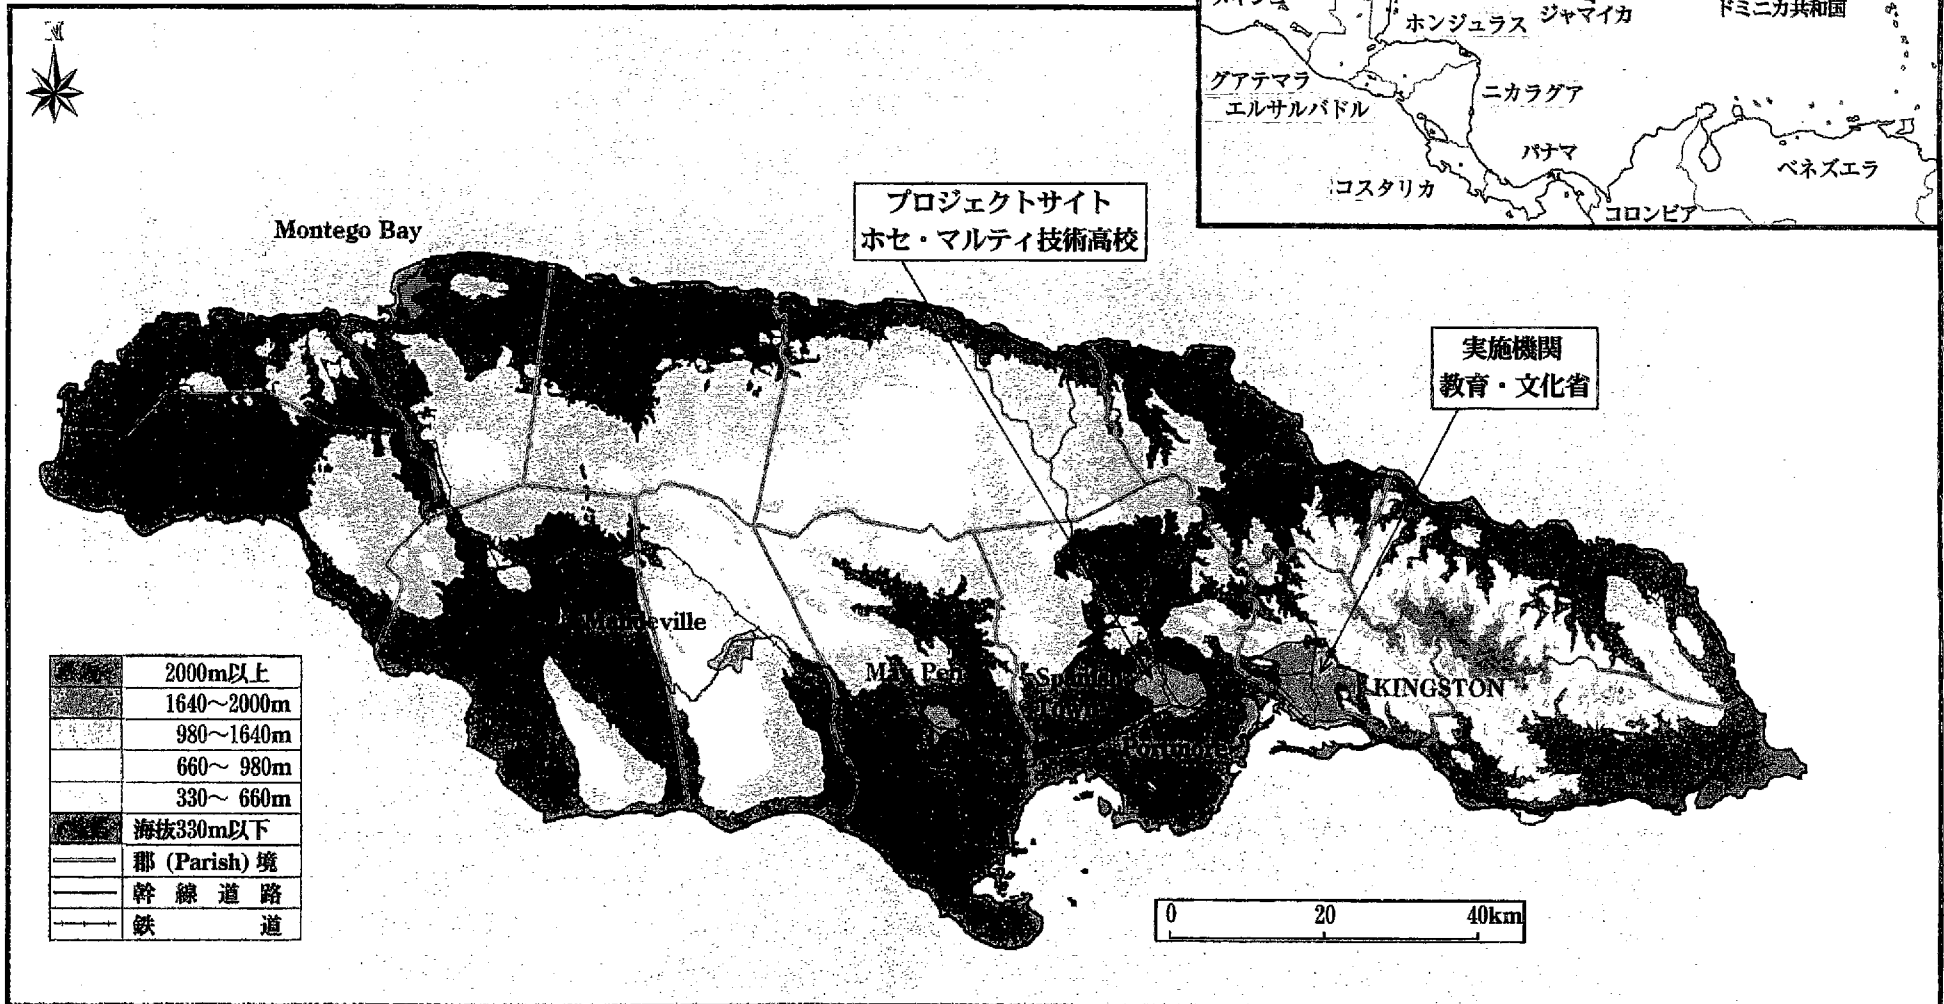 N
ホンジュラス
ジャマイカ
ドミニカ共和国
グアテマラ
エルサルバドル
ニカラグア
パナマ
ベネズエラ
コスタリカ
コロンビア
プロジェクトサイト
ホセ・マルティ技術高校
Montego Bay
実施機関
教育・文化省
Mandeville
May Pen
Spanish
Town
KINGSTON
Portmore
2000m以上
1640～2000m
980～1640m
660～ 980m
330～ 660m
海抜330m以下
郡 (Parish) 境
幹 線 道 路
鉄 道
0 20 40km